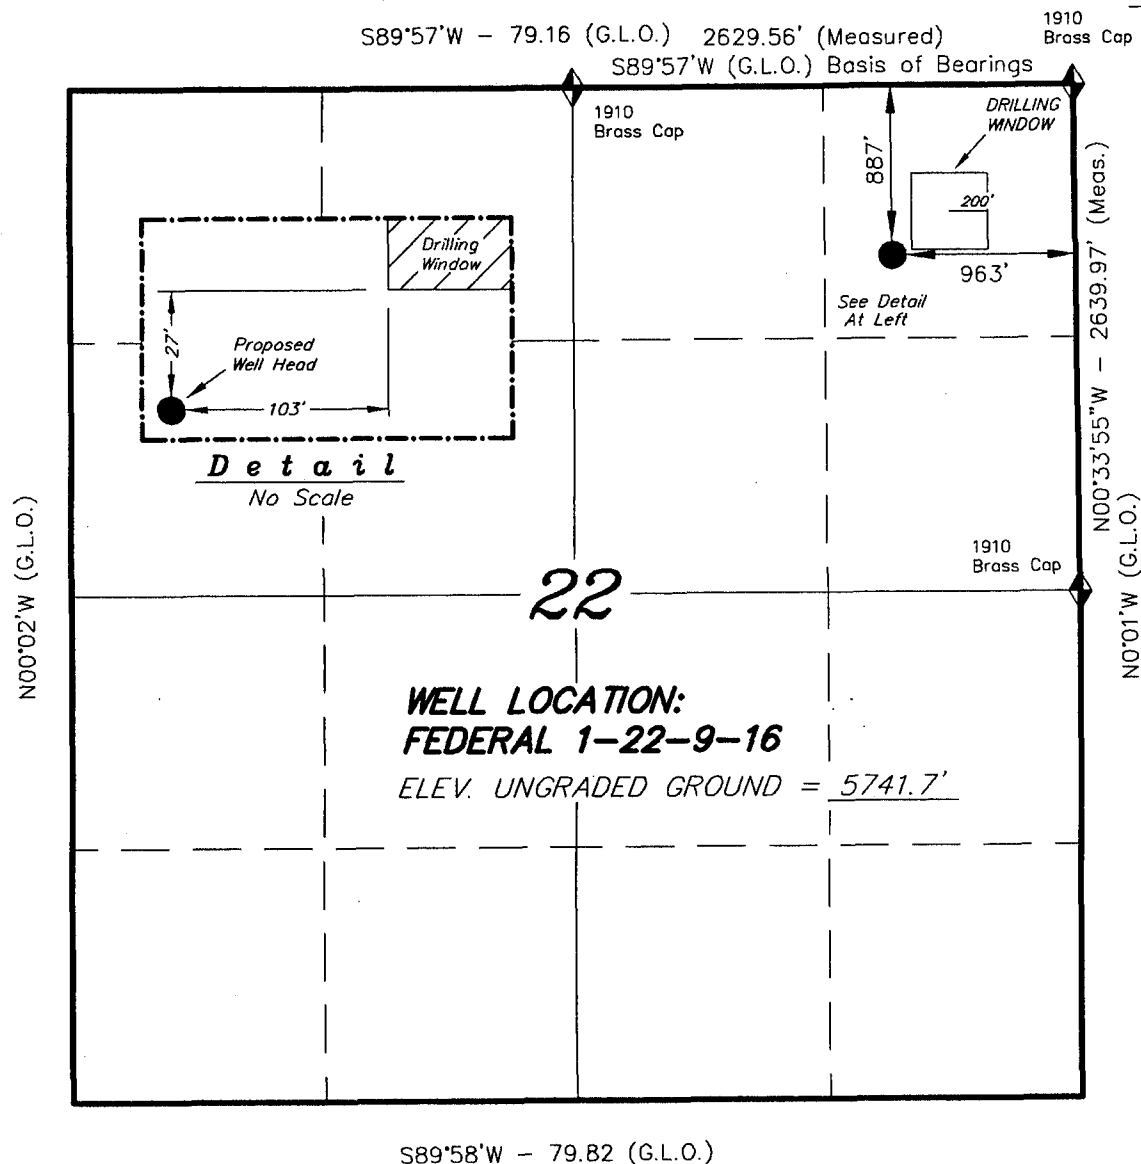 S89°57'W – 79.16 (G.L.O.) 2629.56' (Measured)
S89°57'W (G.L.O.) Basis of Bearings
1910
Brass Cap
1910
Brass Cap
DRILLING
WINDOW
887'
200'
963'
See Detail
At Left
N00°33'55"W – 2639.97' (Meas.)
Drilling
Window
27'
Proposed
Well Head
103'
Detail
No Scale
N00°02'W (G.L.O.)
1910
Brass Cap
N0°01'W (G.L.O.)
22
WELL LOCATION:
FEDERAL 1–22–9–16
ELEV. UNGRADED GROUND = 5741.7'
S89°58'W – 79.82 (G.L.O.)